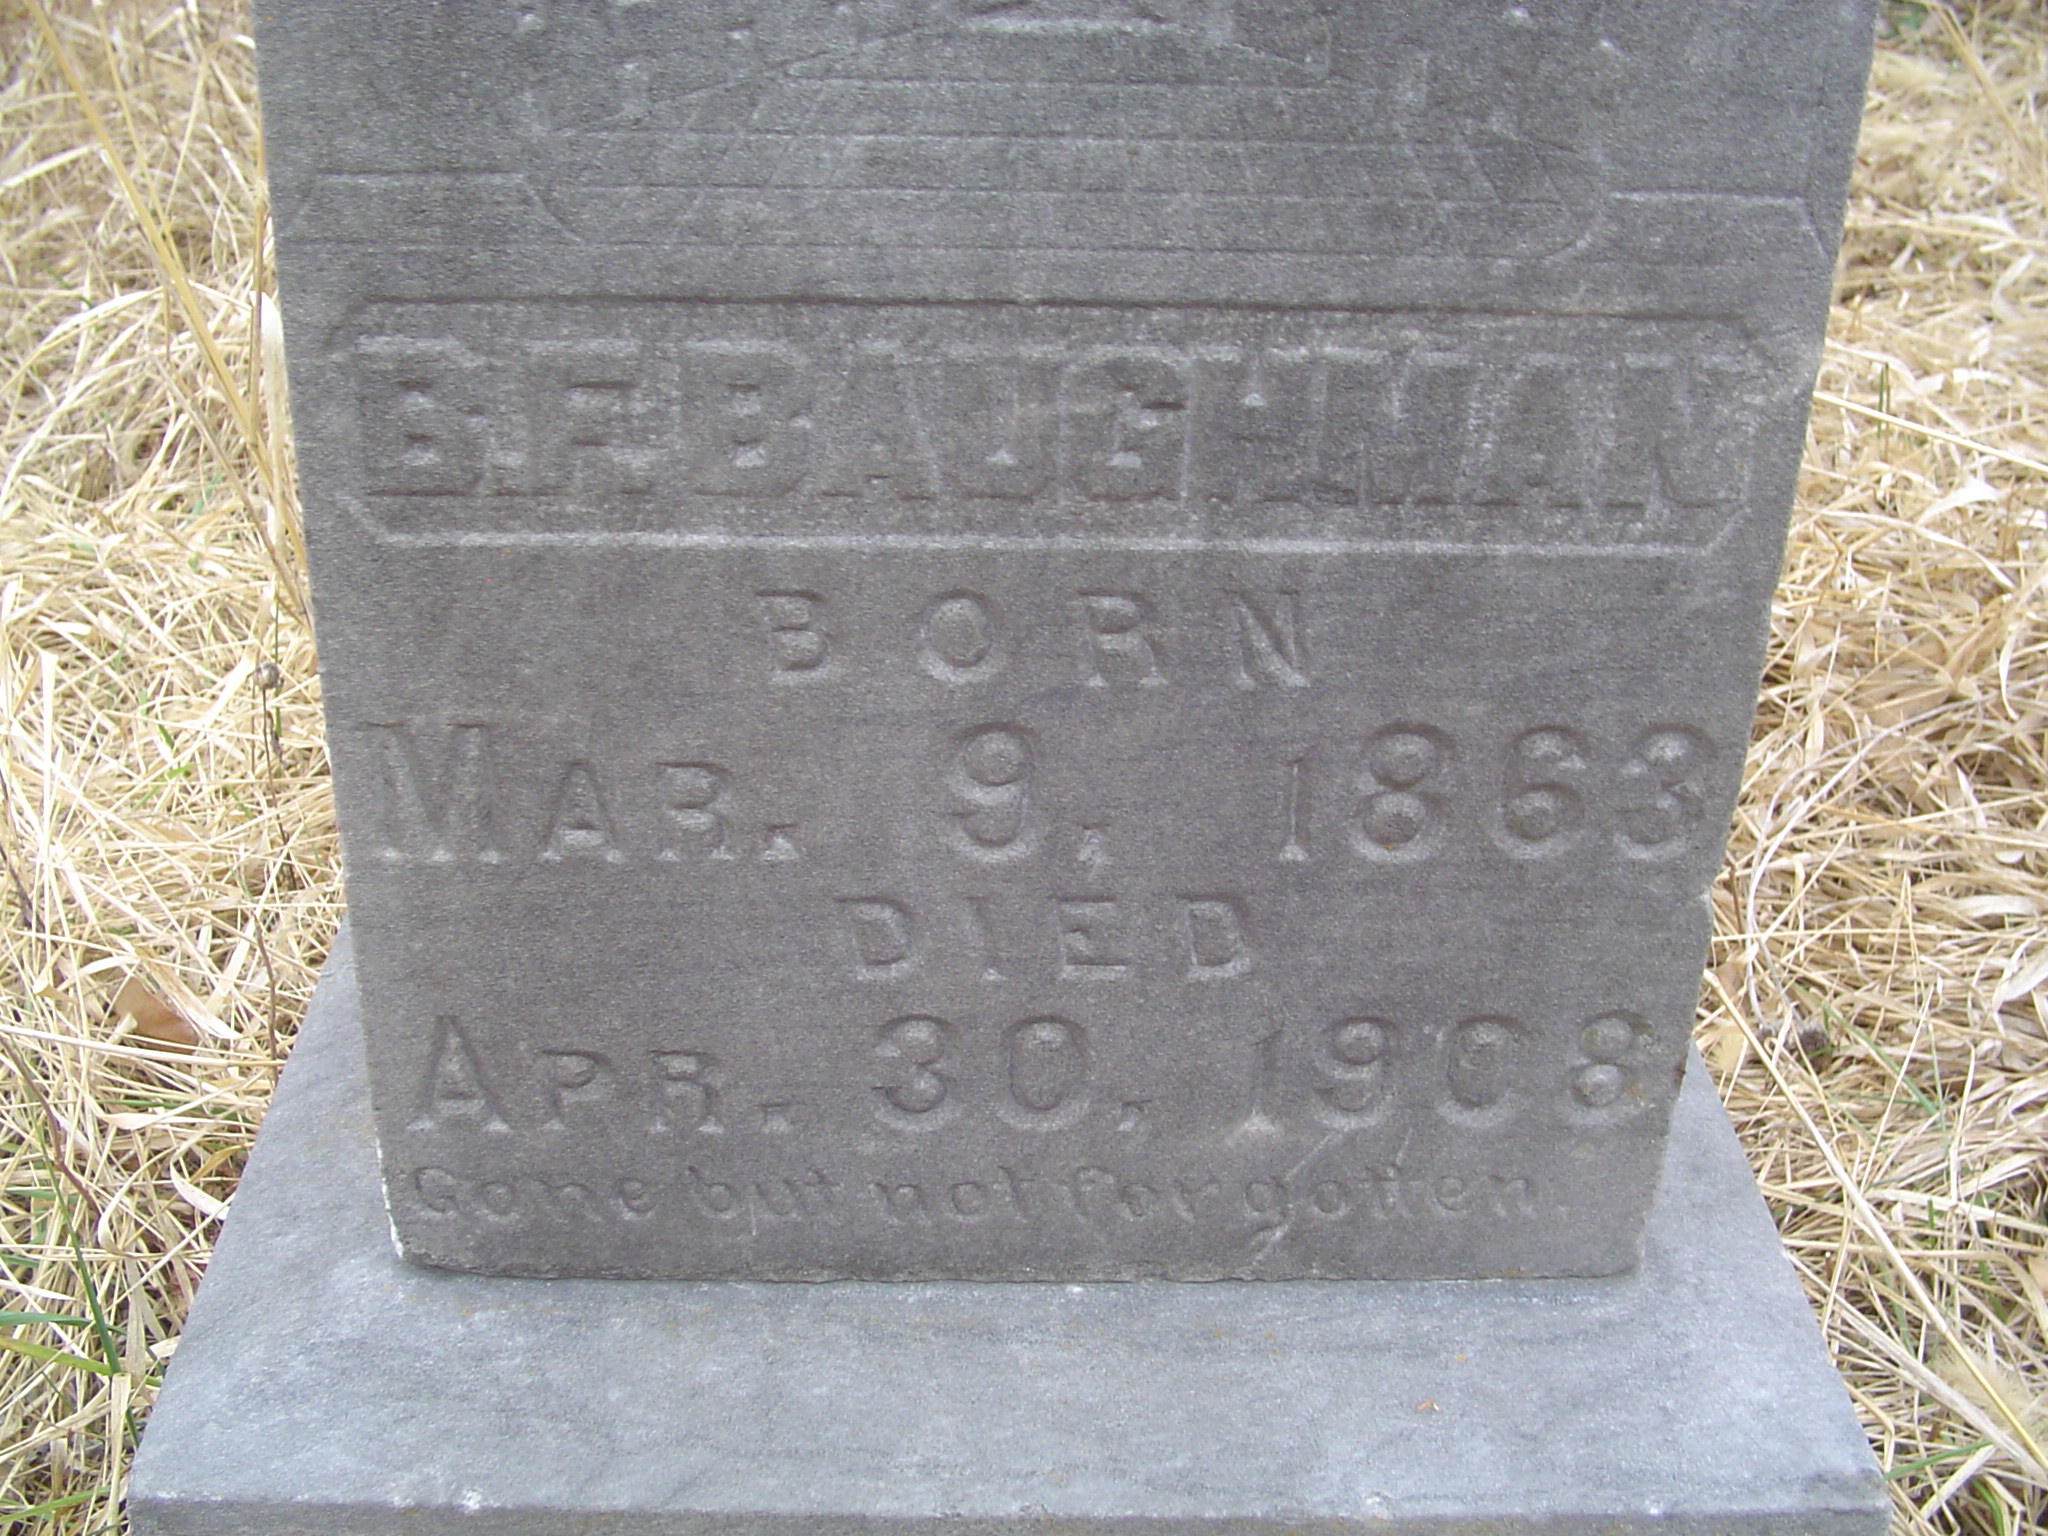 B.F. BAUGHMAN
BORN
MAR. 9, 1863
DIED
APR. 30, 1908
Gone but not forgotten.